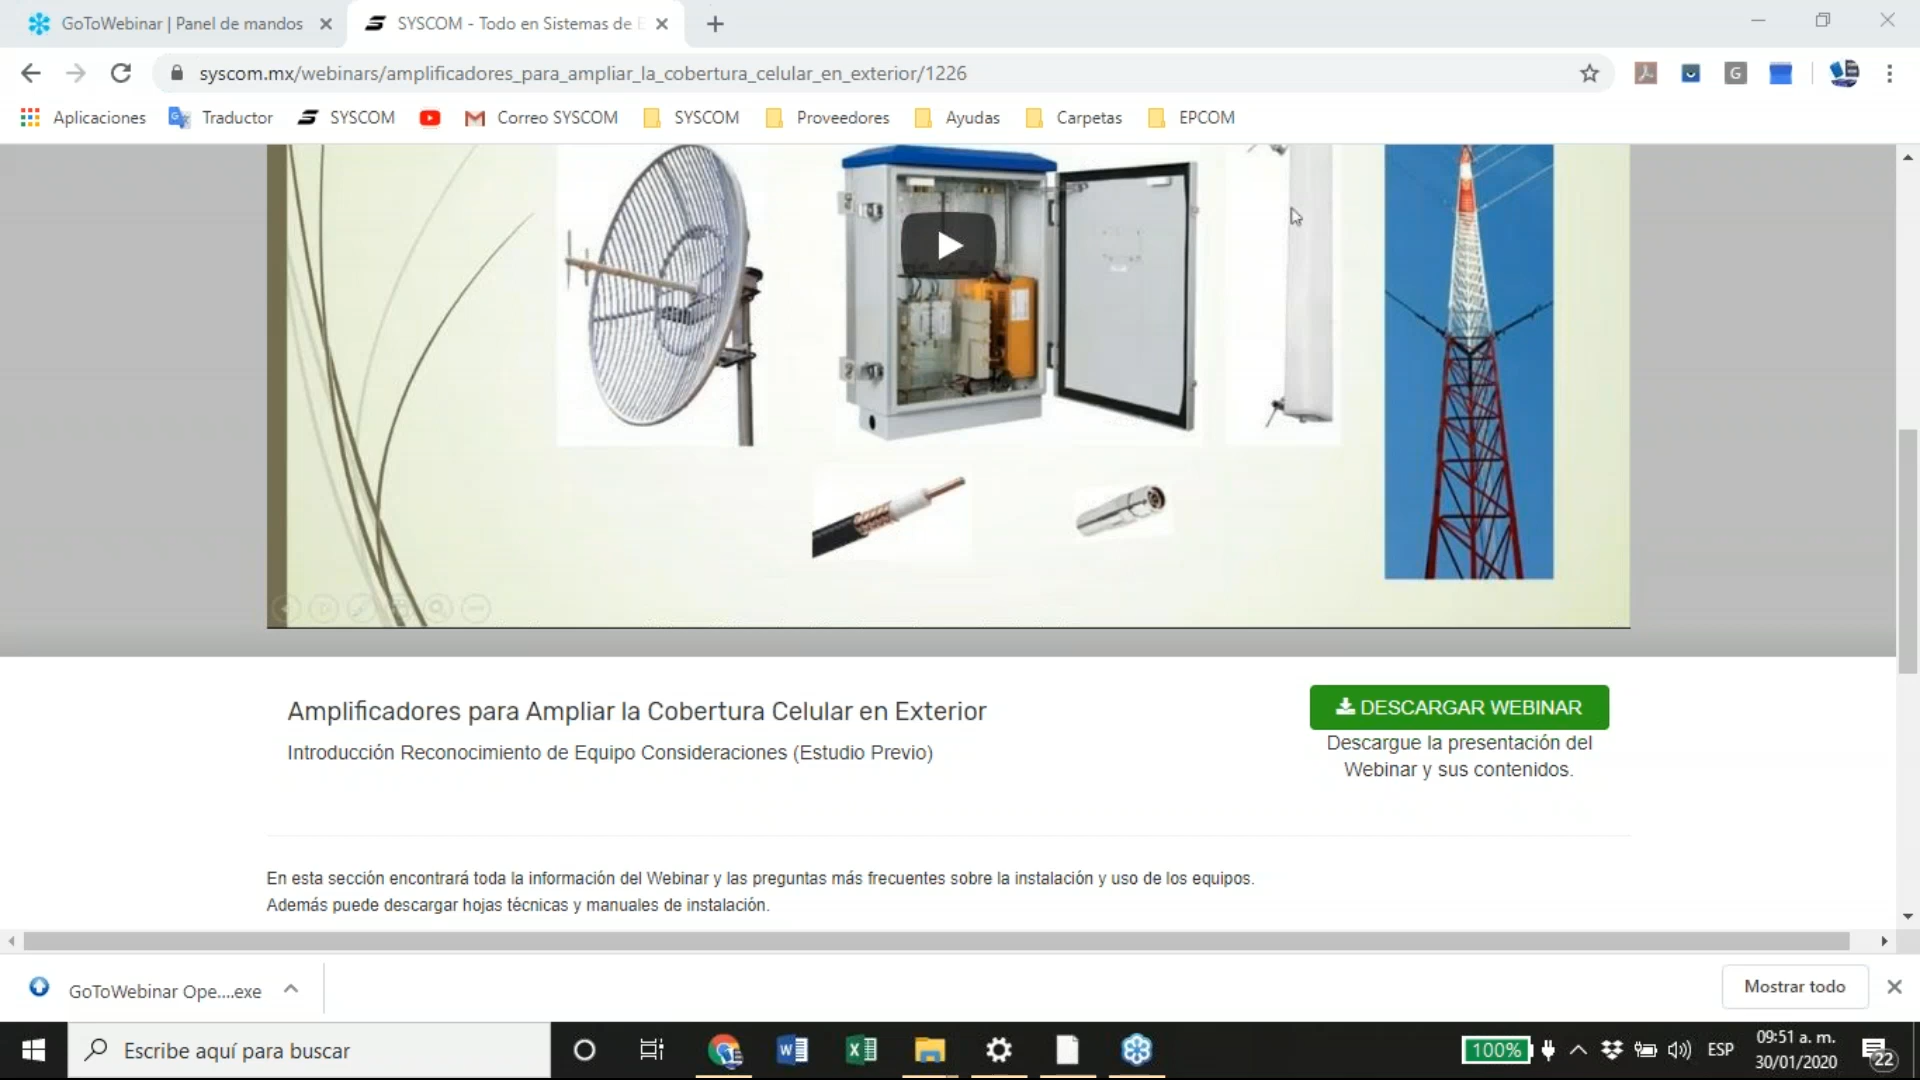 GoToWebinar | Panel de mandos
SYSCOM - Todo en Sistemas de
syscom.mx/webinars/amplificadores_para_ampliar_la_cobertura_celular_en_exterior/1226
Aplicaciones Traductor SYSCOM Correo SYSCOM SYSCOM Proveedores Ayudas Carpetas EPCOM
Amplificadores para Ampliar la Cobertura Celular en Exterior
Introducción Reconocimiento de Equipo Consideraciones (Estudio Previo)
DESCARGAR WEBINAR
Descargue la presentación del
Webinar y sus contenidos.
En esta sección encontrará toda la información del Webinar y las preguntas más frecuentes sobre la instalación y uso de los equipos.
Además puede descargar hojas técnicas y manuales de instalación.
GoToWebinar Ope....exe
Mostrar todo
Escribe aquí para buscar
100%
ESP
09:51 a. m.
30/01/2020
22